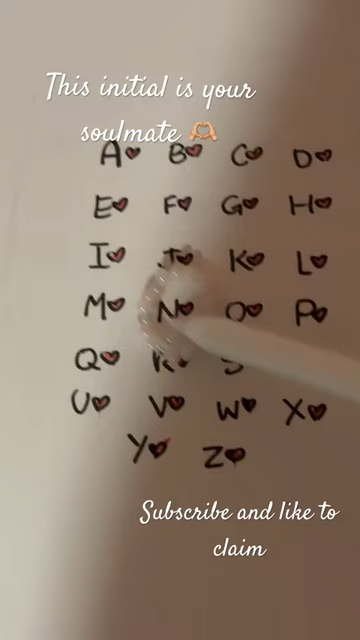 This initial is your
soulmate
A B C D
E F G H
I J K L
M N O P
Q R S
U V W X
Y Z
Subscribe and like to
claim